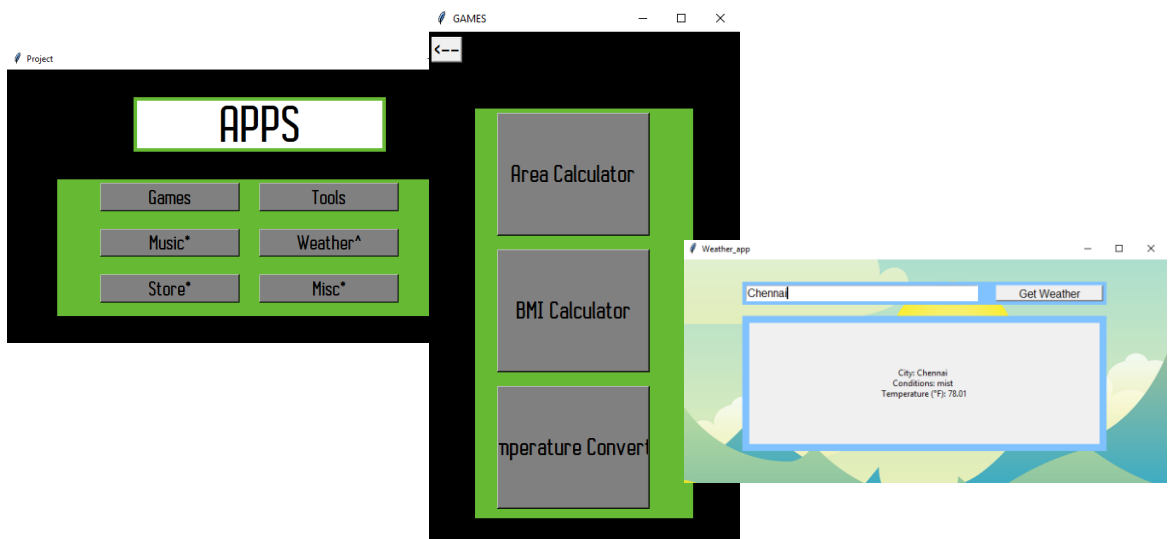 Project
APPS
Games
Tools
Music*
Weather^
Store*
Misc*
GAMES
<--
Area Calculator
BMI Calculator
mperature Convert
Weather_app
Chennai
Get Weather
City: Chennai
Conditions: mist
Temperature (°F): 78.01